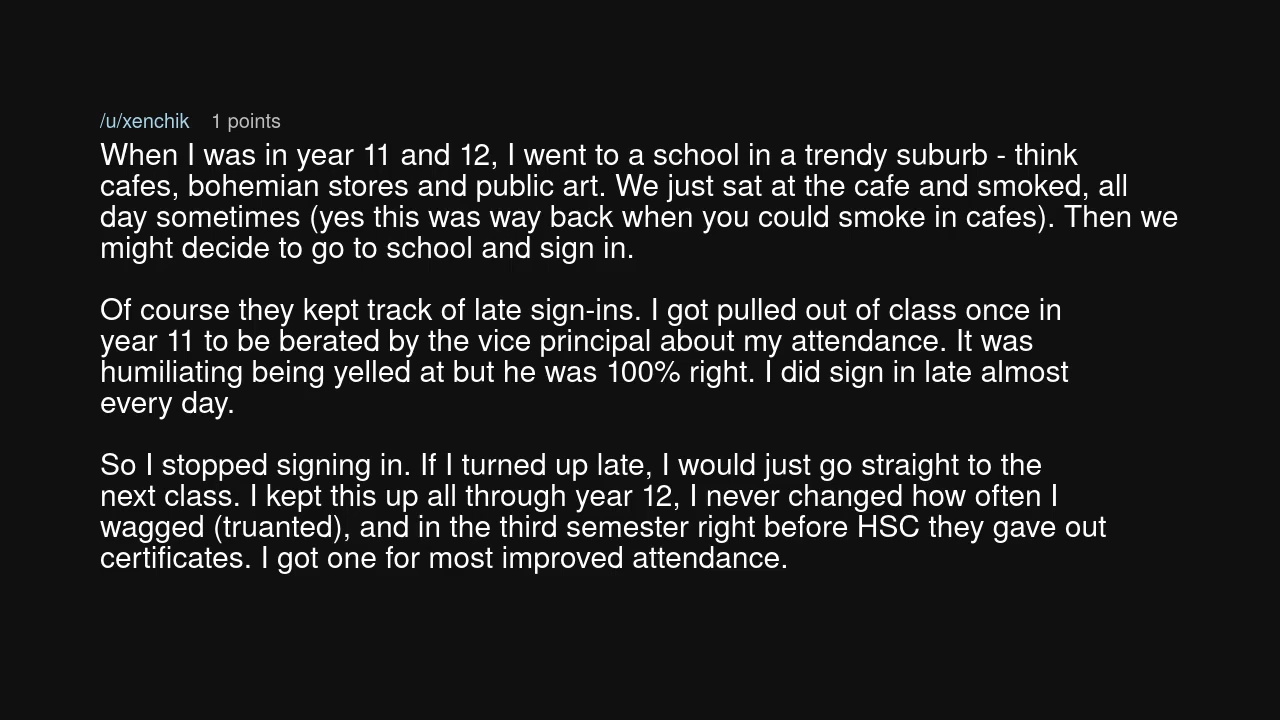 /u/xenchik 1 points
When I was in year 11 and 12, I went to a school in a trendy suburb - think
cafes, bohemian stores and public art. We just sat at the cafe and smoked, all
day sometimes (yes this was way back when you could smoke in cafes). Then we
might decide to go to school and sign in.
Of course they kept track of late sign-ins. I got pulled out of class once in
year 11 to be berated by the vice principal about my attendance. It was
humiliating being yelled at but he was 100% right. I did sign in late almost
every day.
So I stopped signing in. If I turned up late, I would just go straight to the
next class. I kept this up all through year 12, I never changed how often I
wagged (truanted), and in the third semester right before HSC they gave out
certificates. I got one for most improved attendance.